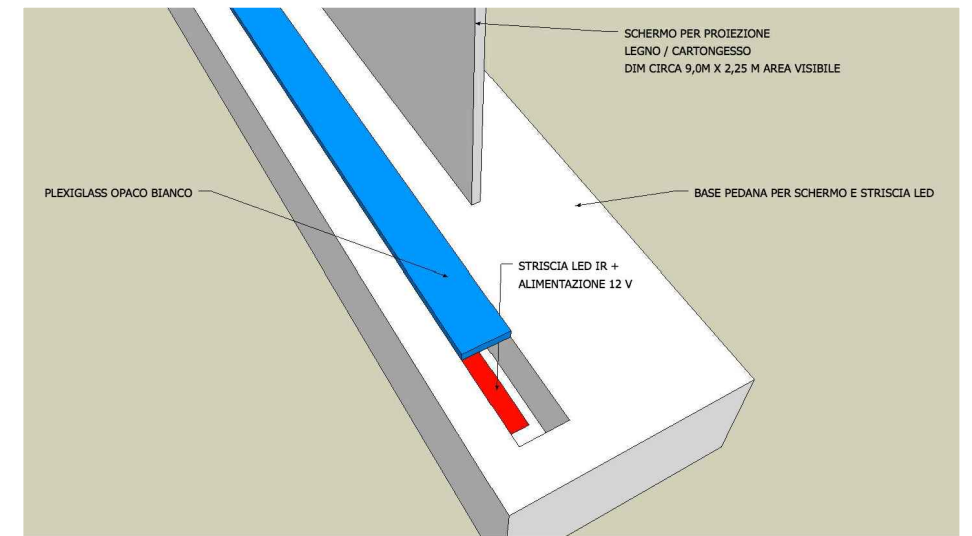 SCHERMO PER PROIEZIONE
LEGNO / CARTONGESSO
DIM CIRCA 9,0M X 2,25 M AREA VISIBILE
PLEXIGLASS OPACO BIANCO
BASE PEDANA PER SCHERMO E STRISCIA LED
STRISCIA LED IR +
ALIMENTAZIONE 12 V